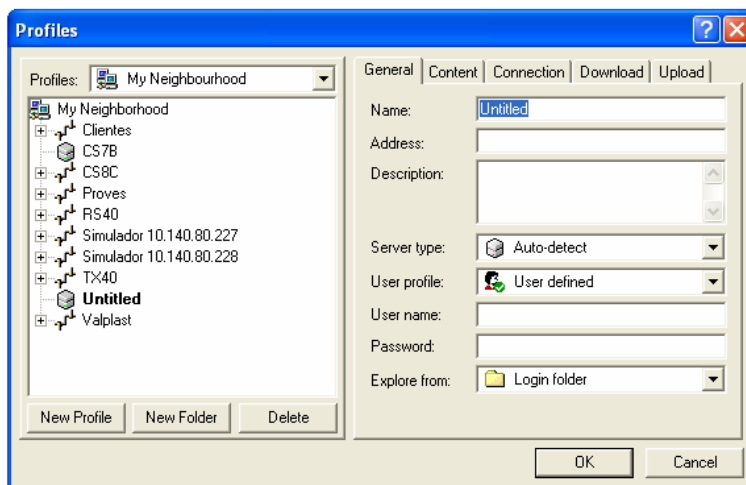 Profiles
Profiles: My Neighbourhood
My Neighborhood
Clientes
CS7B
CS8C
Proves
RS40
Simulador 10.140.80.227
Simulador 10.140.80.228
TX40
Untitled
Valplast
New Profile New Folder Delete
General Content Connection Download Upload
Name: Untitled
Address:
Description:
Server type: Auto-detect
User profile: User defined
User name:
Password:
Explore from: Login folder
OK Cancel